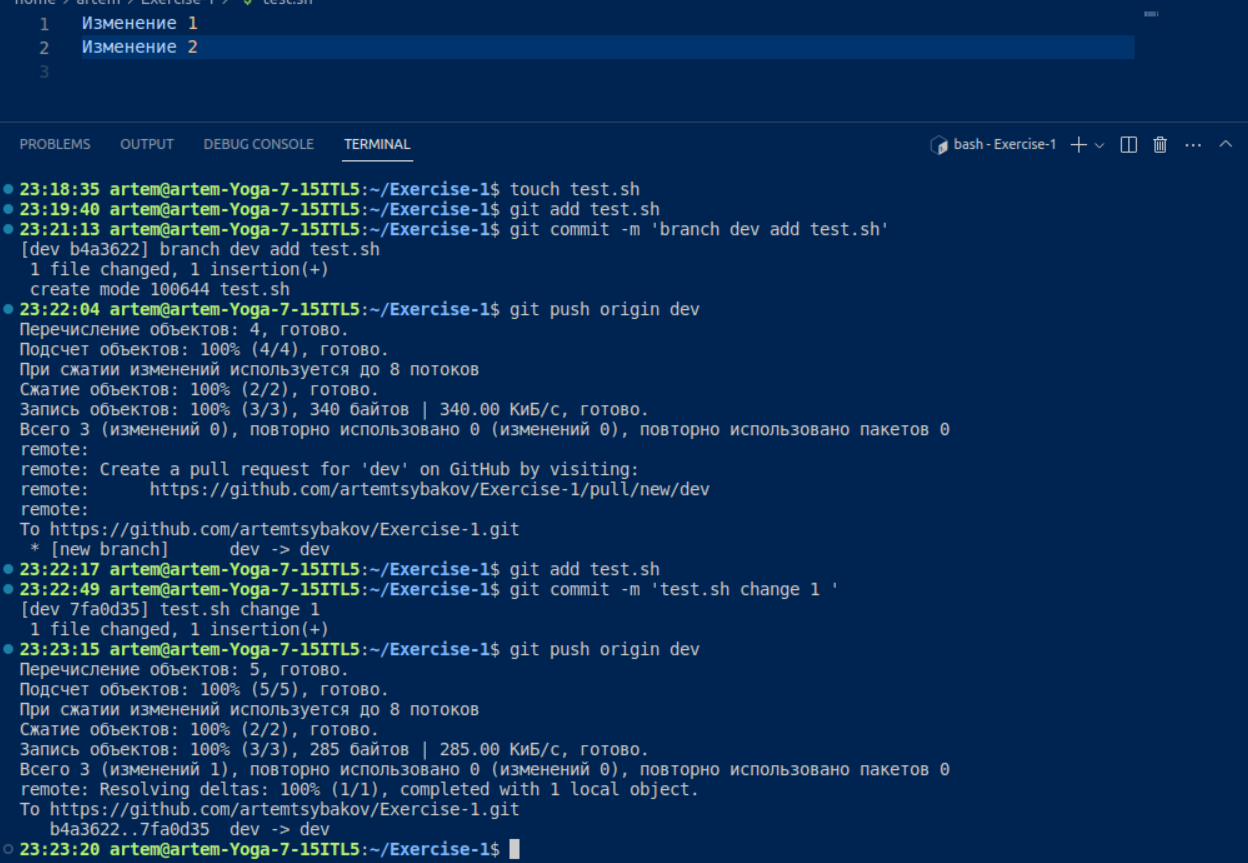 home > artem > Exercise-1 > test.sh
1 Изменение 1
2 Изменение 2
3
PROBLEMS OUTPUT DEBUG CONSOLE TERMINAL bash - Exercise-1
23:18:35 artem@artem-Yoga-7-15ITL5:~/Exercise-1$ touch test.sh
23:19:40 artem@artem-Yoga-7-15ITL5:~/Exercise-1$ git add test.sh
23:21:13 artem@artem-Yoga-7-15ITL5:~/Exercise-1$ git commit -m 'branch dev add test.sh'
[dev b4a3622] branch dev add test.sh
1 file changed, 1 insertion(+)
create mode 100644 test.sh
23:22:04 artem@artem-Yoga-7-15ITL5:~/Exercise-1$ git push origin dev
Перечисление объектов: 4, готово.
Подсчет объектов: 100% (4/4), готово.
При сжатии изменений используется до 8 потоков
Сжатие объектов: 100% (2/2), готово.
Запись объектов: 100% (3/3), 340 байтов | 340.00 КиБ/с, готово.
Всего 3 (изменений 0), повторно использовано 0 (изменений 0), повторно использовано пакетов 0
remote:
remote: Create a pull request for 'dev' on GitHub by visiting:
remote:      https://github.com/artemtsybakov/Exercise-1/pull/new/dev
remote:
To https://github.com/artemtsybakov/Exercise-1.git
* [new branch]      dev -> dev
23:22:17 artem@artem-Yoga-7-15ITL5:~/Exercise-1$ git add test.sh
23:22:49 artem@artem-Yoga-7-15ITL5:~/Exercise-1$ git commit -m 'test.sh change 1 '
[dev 7fa0d35] test.sh change 1
1 file changed, 1 insertion(+)
23:23:15 artem@artem-Yoga-7-15ITL5:~/Exercise-1$ git push origin dev
Перечисление объектов: 5, готово.
Подсчет объектов: 100% (5/5), готово.
При сжатии изменений используется до 8 потоков
Сжатие объектов: 100% (2/2), готово.
Запись объектов: 100% (3/3), 285 байтов | 285.00 КиБ/с, готово.
Всего 3 (изменений 1), повторно использовано 0 (изменений 0), повторно использовано пакетов 0
remote: Resolving deltas: 100% (1/1), completed with 1 local object.
To https://github.com/artemtsybakov/Exercise-1.git
b4a3622..7fa0d35  dev -> dev
23:23:20 artem@artem-Yoga-7-15ITL5:~/Exercise-1$